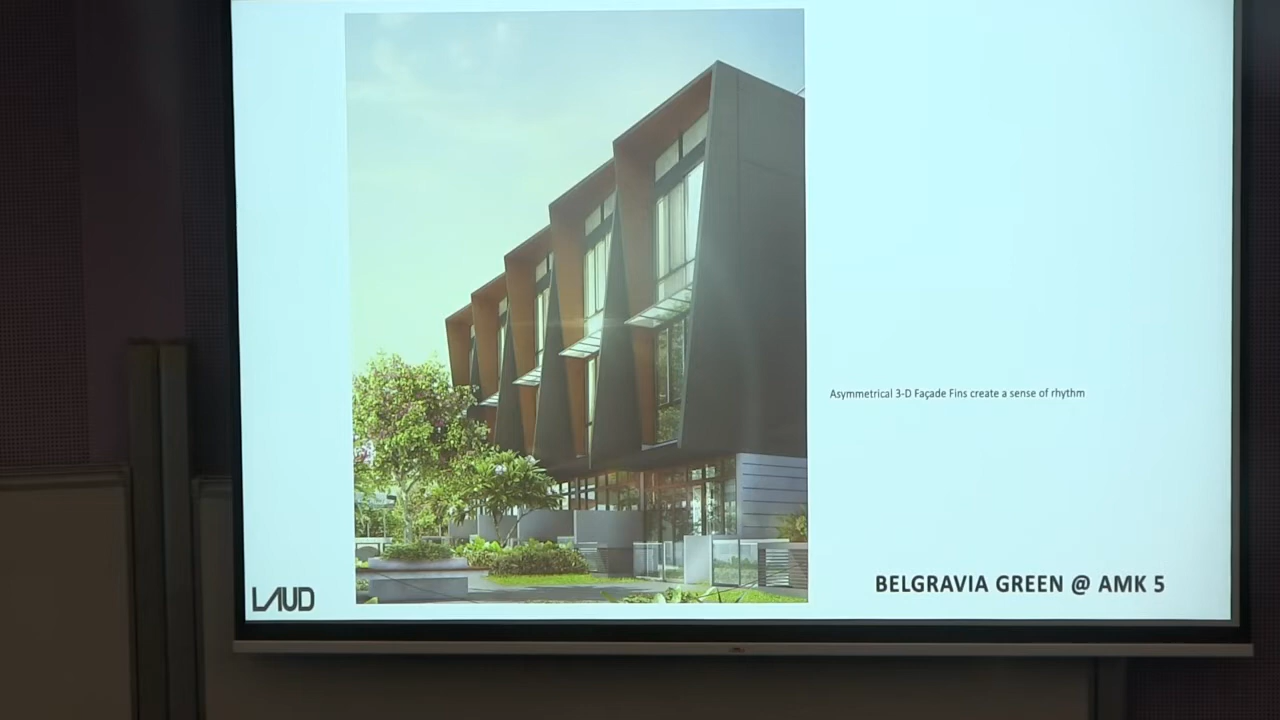 Asymmetrical 3-D Façade Fins create a sense of rhythm
BELGRAVIA GREEN @ AMK 5
LAUD